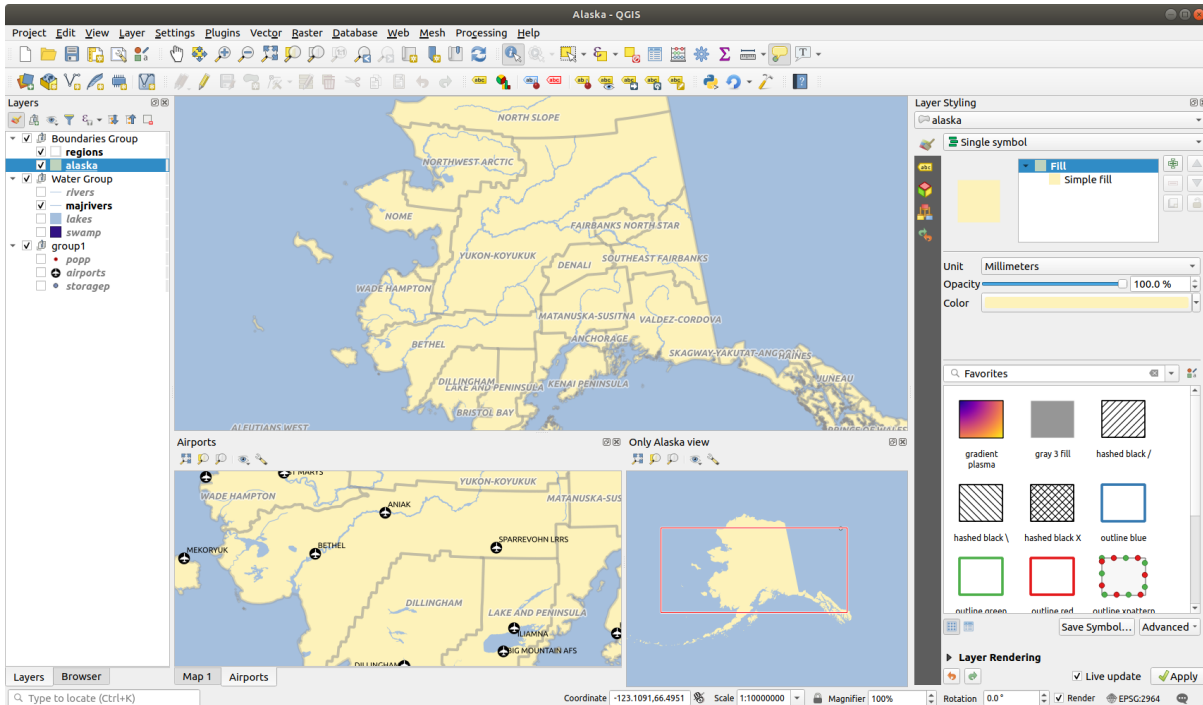 Alaska - QGIS
Project Edit View Layer Settings Plugins Vector Raster Database Web Mesh Processing Help
Layers
Boundaries Group
regions
alaska
Water Group
rivers
majrivers
lakes
swamp
group1
popp
airports
storagep
Layers Browser
NORTH SLOPE
NORTHWEST ARCTIC
NOME
FAIRBANKS NORTH STAR
YUKON-KOYUKUK
SOUTHEAST FAIRBANKS
DENALI
WADE HAMPTON
MATANUSKA-SUSITNA
VALDEZ-CORDOVA
BETHEL
ANCHORAGE
SKAGWAY-YAKUTAT-ANGOON
HAINES
JUNEAU
DILLINGHAM
LAKE AND PENINSULA
KENAI PENINSULA
BRISTOL BAY
ALEUTIANS WEST
PRINCE OF WALES
Airports
ST MARYS
YUKON-KOYUKUK
WADE HAMPTON
MATANUSKA-SUS
ANIAK
SPARREVOHN LRRS
BETHEL
MEKORYUK
DILLINGHAM
LAKE AND PENINSULA
ILIAMNA
BIG MOUNTAIN AFS
DILLINGHAM
Map 1 Airports
Only Alaska view
Layer Styling
alaska
Single symbol
Fill
Simple fill
Unit Millimeters
Opacity 100.0 %
Color
Favorites
gradient plasma
gray 3 fill
hashed black /
hashed black \
hashed black X
outline blue
outline green
outline red
outline xpattern
Save Symbol... Advanced
Layer Rendering
Live update Apply
Type to locate (Ctrl+K)
Coordinate -123.1091,66.4951 Scale 1:10000000 Magnifier 100% Rotation 0.0 ° Render EPSG:2964